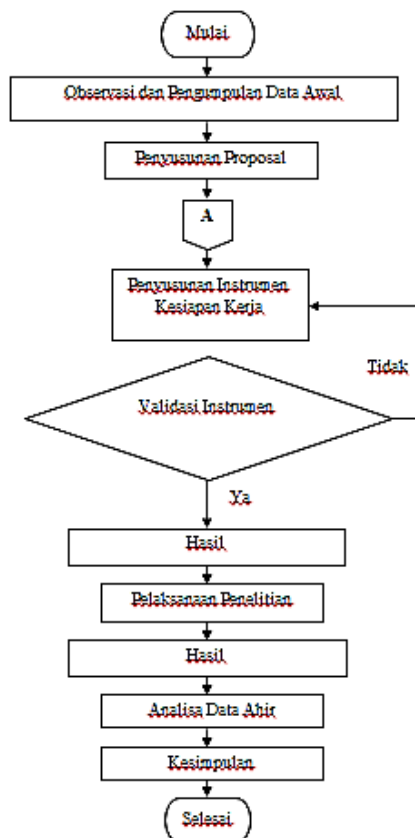 Mulai
Observasi dan Pengumpulan Data Awal
Penyusunan Proposal
A
Penyusunan Instrumen
Kesiapan Kerja
Tidak
Validasi Instrumen
Ya
Hasil
Pelaksanaan Penelitian
Hasil
Analisa Data Ahir
Kesimpulan
Selesai